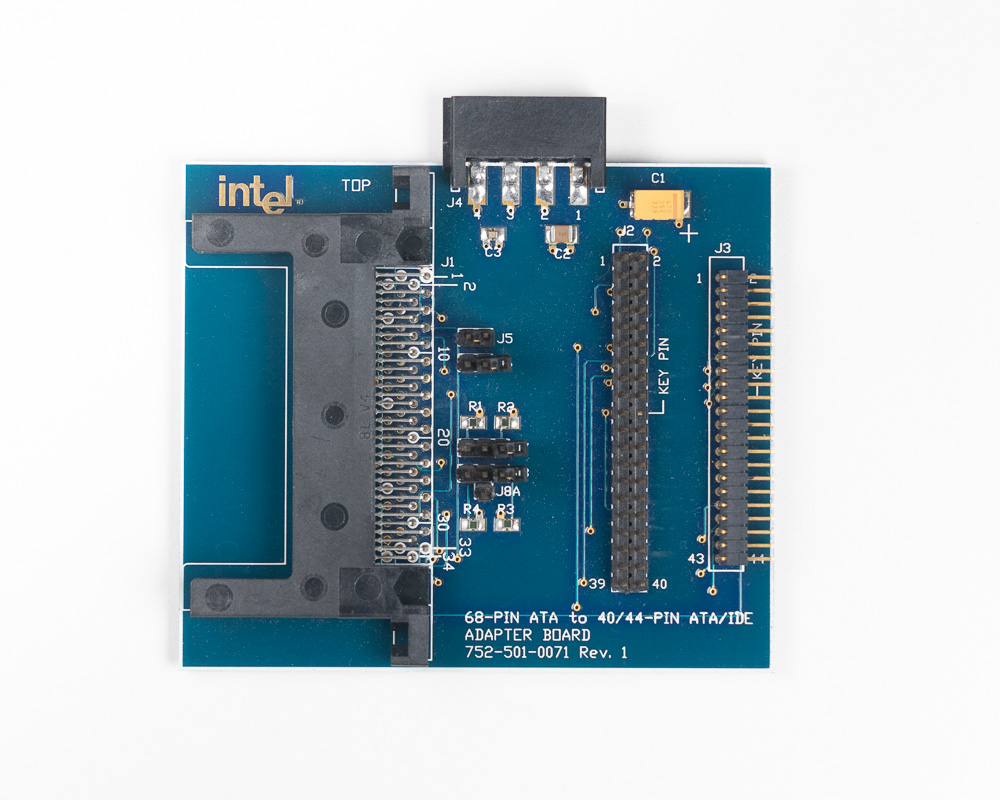 intel®
TOP
J4
4 3 2 1
C1
C3
C2
+
J2
1 2
J3
1 2
J1
1
2
J5
10
KEY PIN
KEY PIN
R1 R2
20
J8A
R4 R3
30
33
34
39 40
43
68-PIN ATA to 40/44-PIN ATA/IDE
ADAPTER BOARD
752-501-0071 Rev. 1